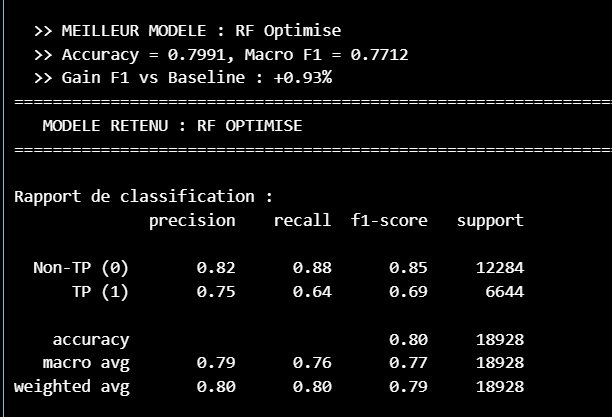 >> MEILLEUR MODELE : RF Optimise
>> Accuracy = 0.7991, Macro F1 = 0.7712
>> Gain F1 vs Baseline : +0.93%
================================================================
MODELE RETENU : RF OPTIMISE
================================================================
Rapport de classification :
precision recall f1-score support
Non-TP (0) 0.82 0.88 0.85 12284
TP (1) 0.75 0.64 0.69 6644
accuracy 0.80 18928
macro avg 0.79 0.76 0.77 18928
weighted avg 0.80 0.80 0.79 18928